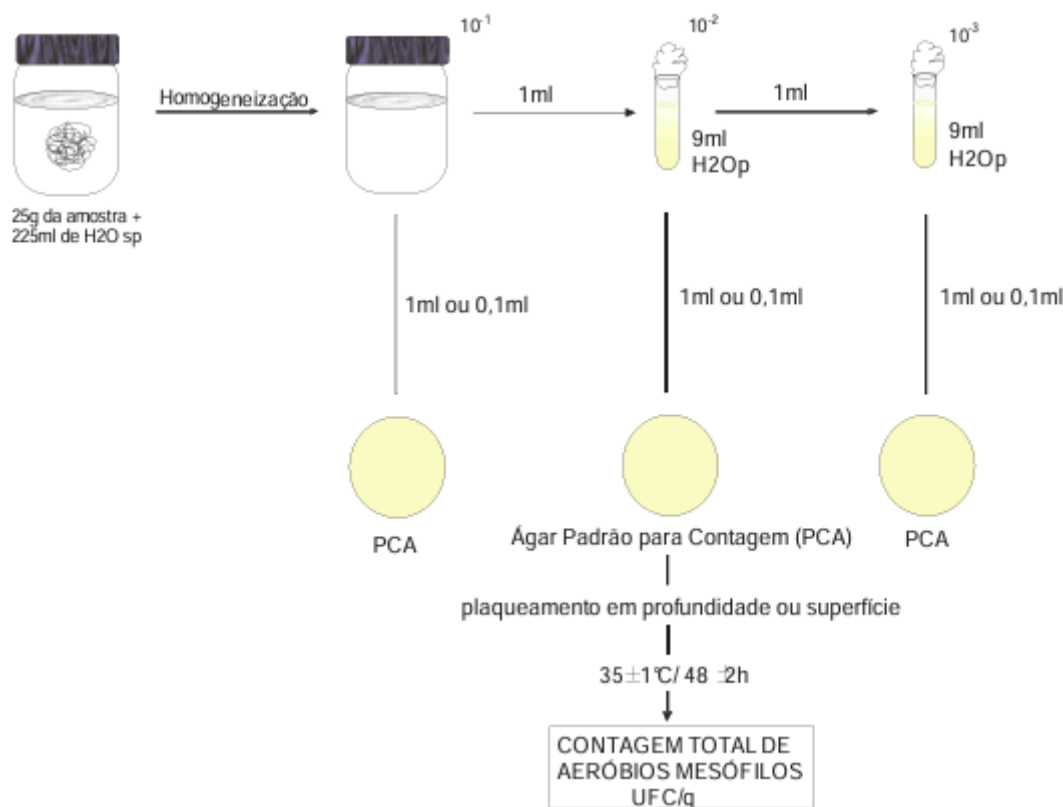 10-1
10-2
10-3
Homogeneização
1ml
1ml
9ml
H2Op
9ml
H2Op
25g da amostra +
225ml de H2O sp
1ml ou 0,1ml
1ml ou 0,1ml
1ml ou 0,1ml
PCA
Ágar Padrão para Contagem (PCA)
PCA
plaqueamento em profundidade ou superfície
35±1°C/ 48 ±2h
CONTAGEM TOTAL DE
AERÓBIOS MESÓFILOS
UFC/g